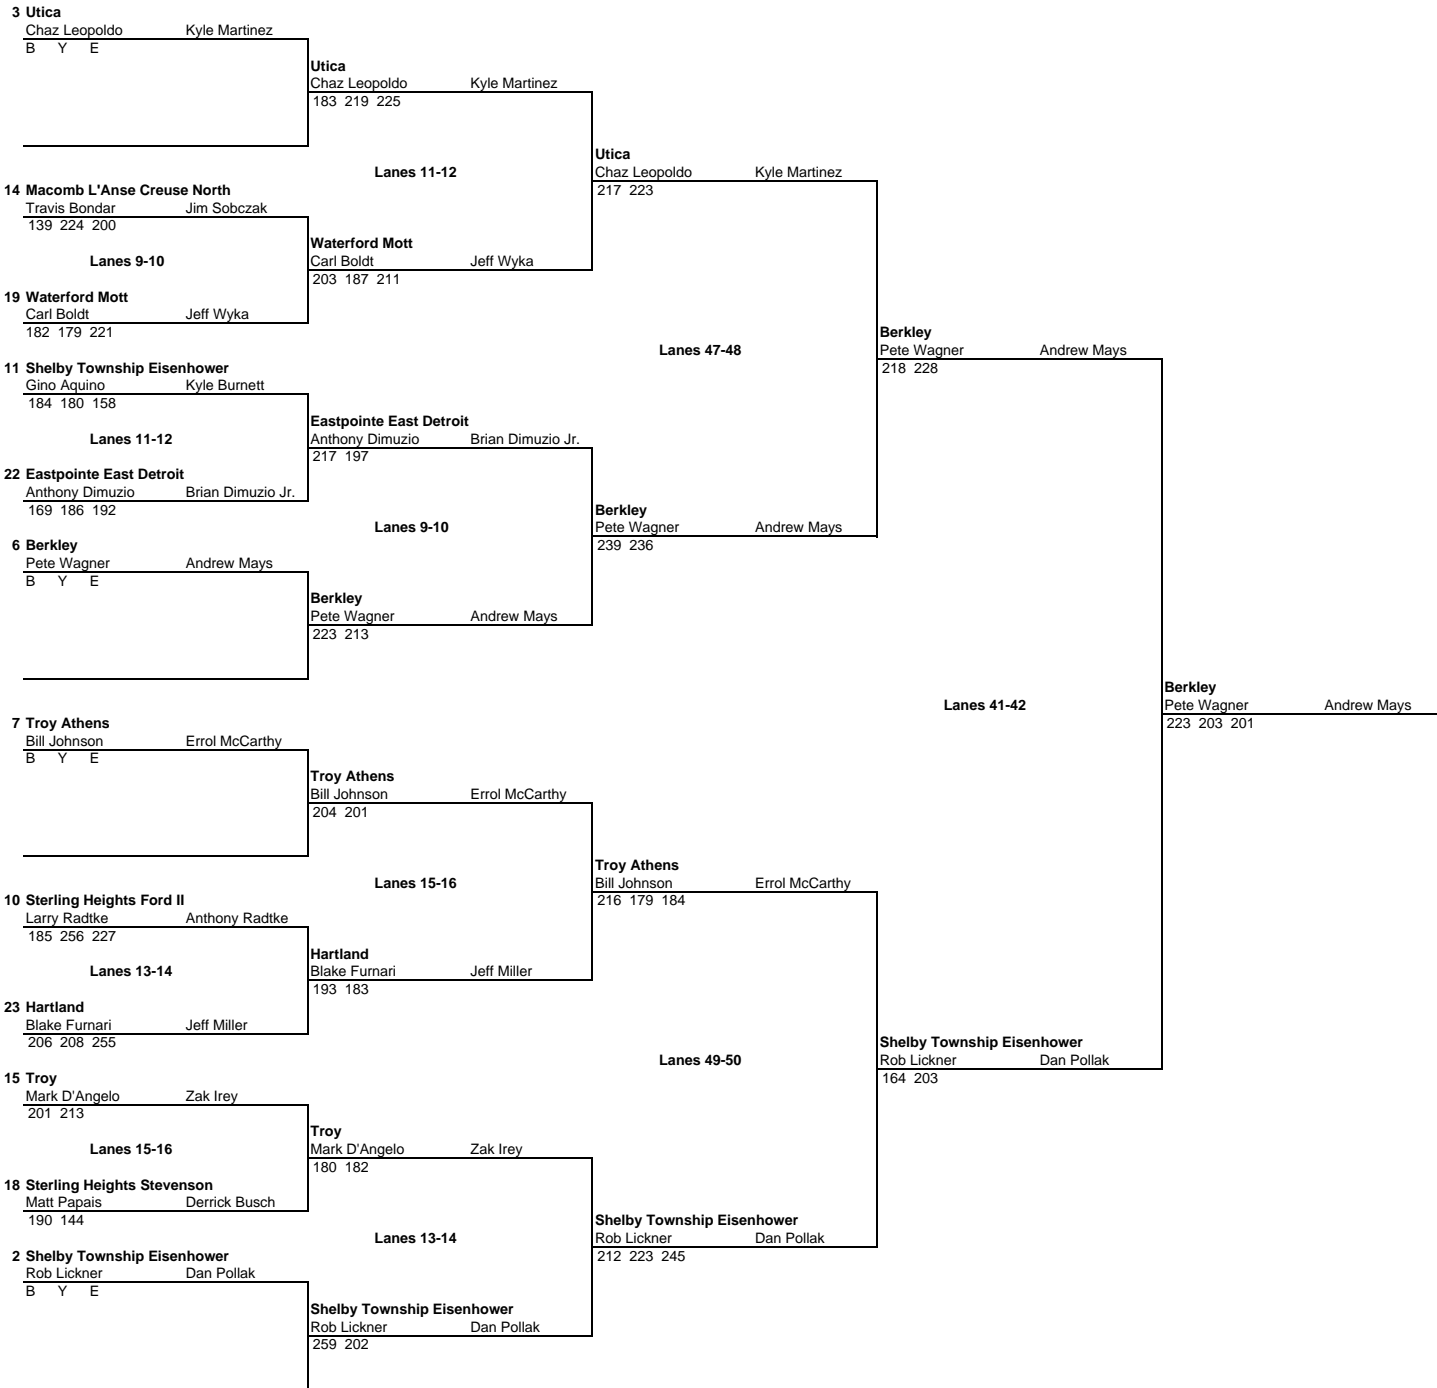 3 Utica
Chaz Leopoldo Kyle Martinez
B Y E
Utica
Chaz Leopoldo Kyle Martinez
183 219 225
Utica
Lanes 11-12 Chaz Leopoldo Kyle Martinez
217 223
14 Macomb L'Anse Creuse North
Travis Bondar Jim Sobczak
139 224 200
Waterford Mott
Lanes 9-10 Carl Boldt Jeff Wyka
203 187 211
19 Waterford Mott
Carl Boldt Jeff Wyka
182 179 221
Berkley
Lanes 47-48 Pete Wagner Andrew Mays
218 228
11 Shelby Township Eisenhower
Gino Aquino Kyle Burnett
184 180 158
Eastpointe East Detroit
Lanes 11-12 Anthony Dimuzio Brian Dimuzio Jr.
217 197
22 Eastpointe East Detroit
Anthony Dimuzio Brian Dimuzio Jr.
169 186 192
Berkley
Lanes 9-10 Pete Wagner Andrew Mays
239 236
6 Berkley
Pete Wagner Andrew Mays
B Y E
Berkley
Pete Wagner Andrew Mays
223 213
Berkley
Lanes 41-42 Pete Wagner Andrew Mays
223 203 201
7 Troy Athens
Bill Johnson Errol McCarthy
B Y E
Troy Athens
Bill Johnson Errol McCarthy
204 201
Troy Athens
Lanes 15-16 Bill Johnson Errol McCarthy
216 179 184
10 Sterling Heights Ford II
Larry Radtke Anthony Radtke
185 256 227
Hartland
Lanes 13-14 Blake Furnari Jeff Miller
193 183
23 Hartland
Blake Furnari Jeff Miller
206 208 255
Shelby Township Eisenhower
Lanes 49-50 Rob Lickner Dan Pollak
164 203
15 Troy
Mark D'Angelo Zak Irey
201 213
Troy
Lanes 15-16 Mark D'Angelo Zak Irey
180 182
18 Sterling Heights Stevenson
Matt Papais Derrick Busch
190 144
Shelby Township Eisenhower
Lanes 13-14 Rob Lickner Dan Pollak
212 223 245
2 Shelby Township Eisenhower
Rob Lickner Dan Pollak
B Y E
Shelby Township Eisenhower
Rob Lickner Dan Pollak
259 202